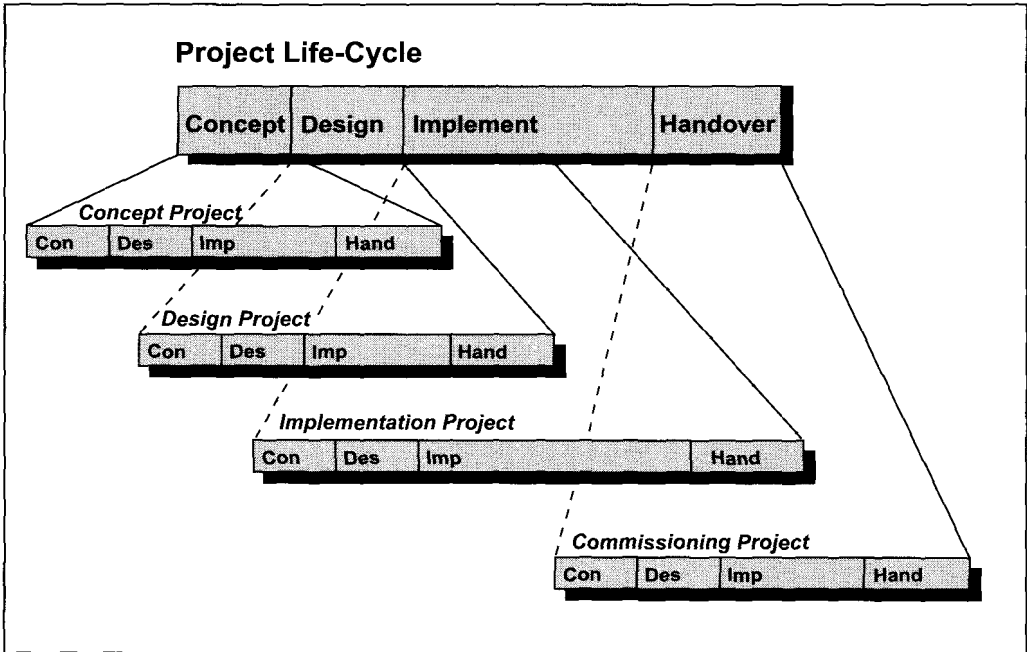 Project Life-Cycle
Concept Design Implement Handover
Concept Project
Con Des Imp Hand
Design Project
Con Des Imp Hand
Implementation Project
Con Des Imp Hand
Commissioning Project
Con Des Imp Hand